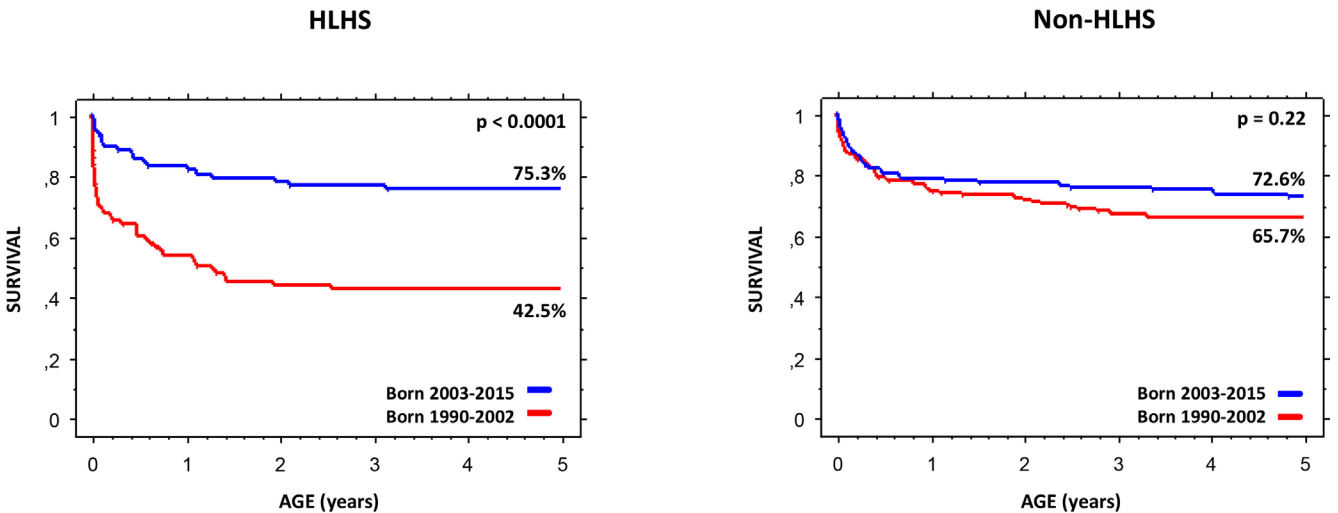 HLHS
Non-HLHS
SURVIVAL
1
,8
,6
,4
,2
0
p < 0.0001
75.3%
42.5%
Born 2003-2015
Born 1990-2002
0 1 2 3 4 5
AGE (years)
SURVIVAL
1
,8
,6
,4
,2
0
p = 0.22
72.6%
65.7%
Born 2003-2015
Born 1990-2002
0 1 2 3 4 5
AGE (years)